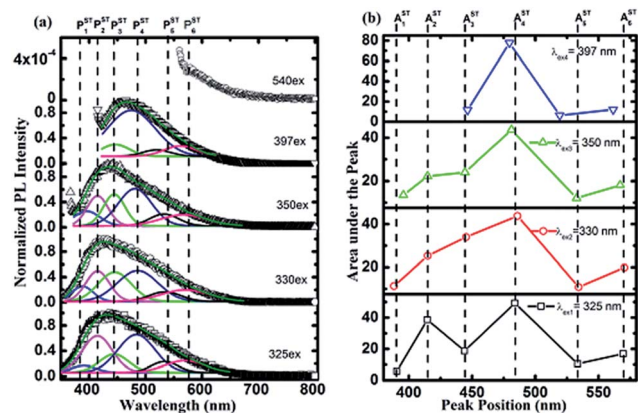 (a)
P₁ˢᵀ P₂ˢᵀ P₃ˢᵀ P₄ˢᵀ P₅ˢᵀ P₆ˢᵀ
4x10⁻⁴
0
540ex
0.8
0.4
0.0
397ex
0.8
0.4
0.0
350ex
0.8
0.4
0.0
330ex
0.8
0.4
0.0
325ex
400 500 600 700 800
Wavelength (nm)
Normalized PL Intensity
(b)
A₁ˢᵀ A₂ˢᵀ A₃ˢᵀ A₄ˢᵀ A₅ˢᵀ A₆ˢᵀ
80
60
40
20
0
λex4= 397 nm
40
20
λex3= 350 nm
40
20
λex2=330 nm
40
20
0
λex1= 325 nm
400 450 500 550
Peak Position (nm)
Area under the Peak